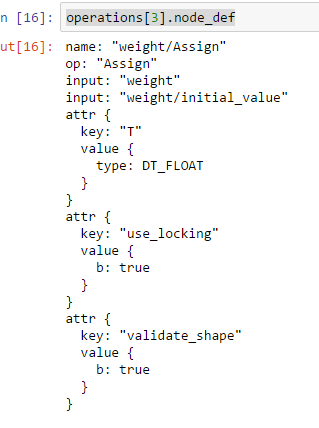 n [16]: operations[3].node_def
ut[16]: name: "weight/Assign"
op: "Assign"
input: "weight"
input: "weight/initial_value"
attr {
  key: "T"
  value {
    type: DT_FLOAT
  }
}
attr {
  key: "use_locking"
  value {
    b: true
  }
}
attr {
  key: "validate_shape"
  value {
    b: true
  }
}